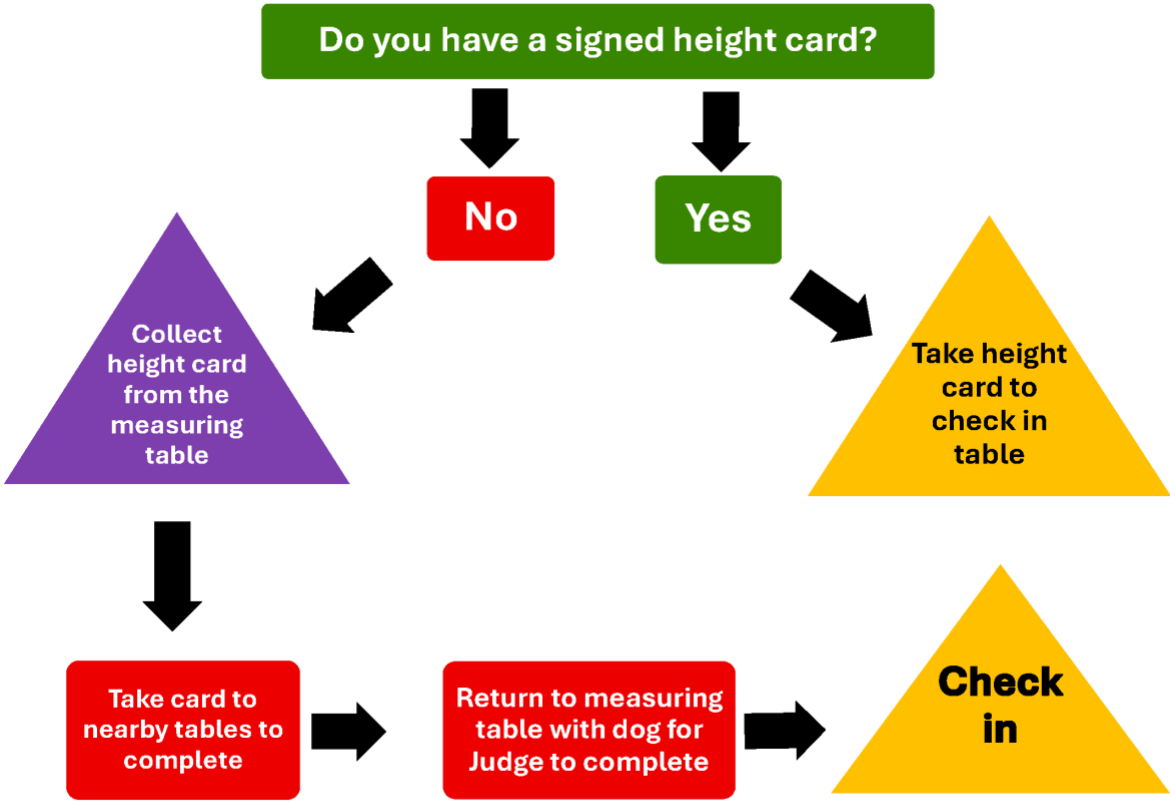 Do you have a signed height card?
No
Yes
Collect
height card
from the
measuring
table
Take height
card to
check in
table
Take card to
nearby tables to
complete
Return to measuring
table with dog for
Judge to complete
Check
in